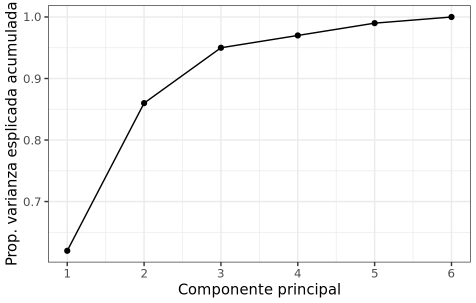 Prop. varianza esplicada acumulada
1.0
0.9
0.8
0.7
1 2 3 4 5 6
Componente principal